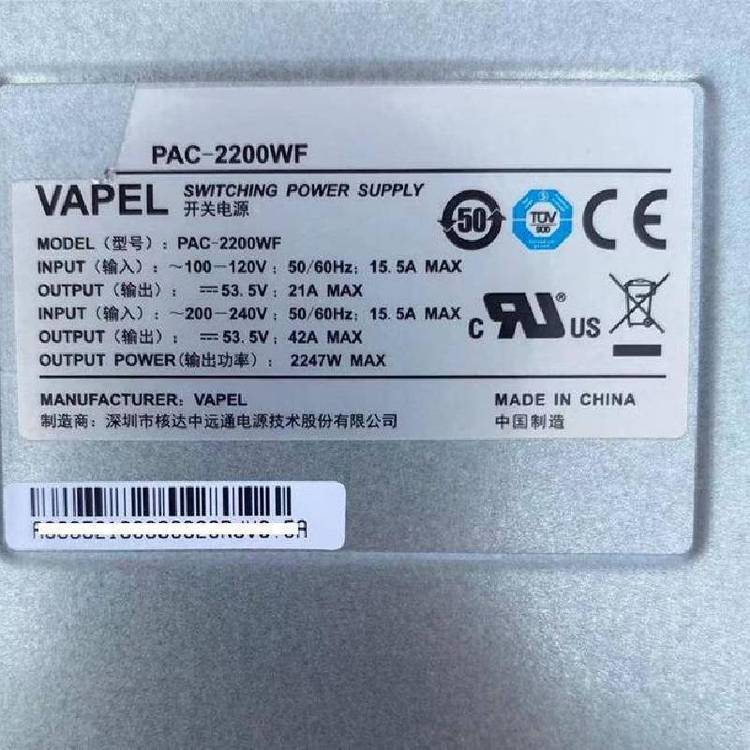 PAC-2200WF
VAPEL SWITCHING POWER SUPPLY
开关电源
MODEL（型号）: PAC-2200WF
INPUT（输入）: ~100-120V; 50/60Hz; 15.5A MAX
OUTPUT（输出）: ⎓53.5V; 21A MAX
INPUT（输入）: ~200-240V; 50/60Hz; 15.5A MAX
OUTPUT（输出）: ⎓53.5V; 42A MAX
OUTPUT POWER(输出功率): 2247W MAX
50
TÜV
CE
c RU® US
MANUFACTURER: VAPEL
制造商: 深圳市核达中远通电源技术股份有限公司
MADE IN CHINA
中国制造